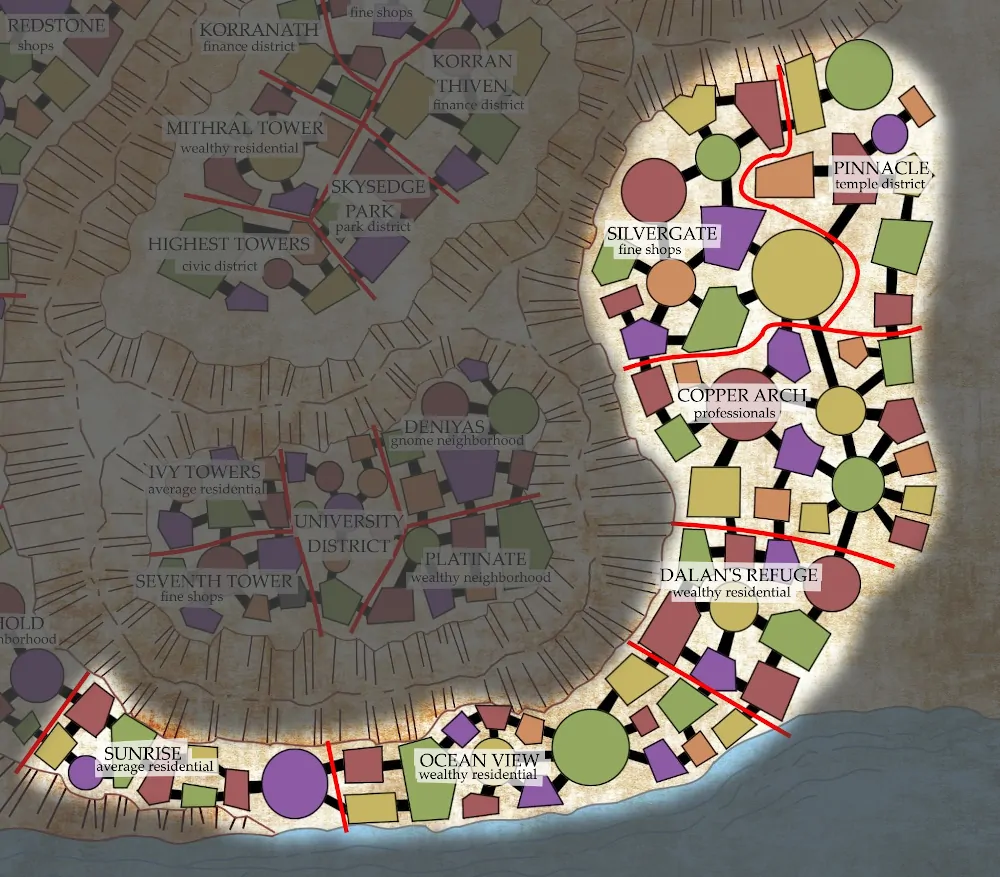 REDSTONE
shops
KORRANATH
finance district
fine shops
KORRAN
THIVEN
finance district
MITHRAL TOWER
wealthy residential
SKYSEDGE
PARK
park district
HIGHEST TOWERS
civic district
PINNACLE
temple district
SILVERGATE
fine shops
COPPER ARCH
professionals
DENIYAS
gnome neighborhood
IVY TOWERS
average residential
UNIVERSITY
DISTRICT
PLATINATE
wealthy neighborhood
SEVENTH TOWER
fine shops
DALAN'S REFUGE
wealthy residential
SUNRISE
average residential
OCEAN VIEW
wealthy residential